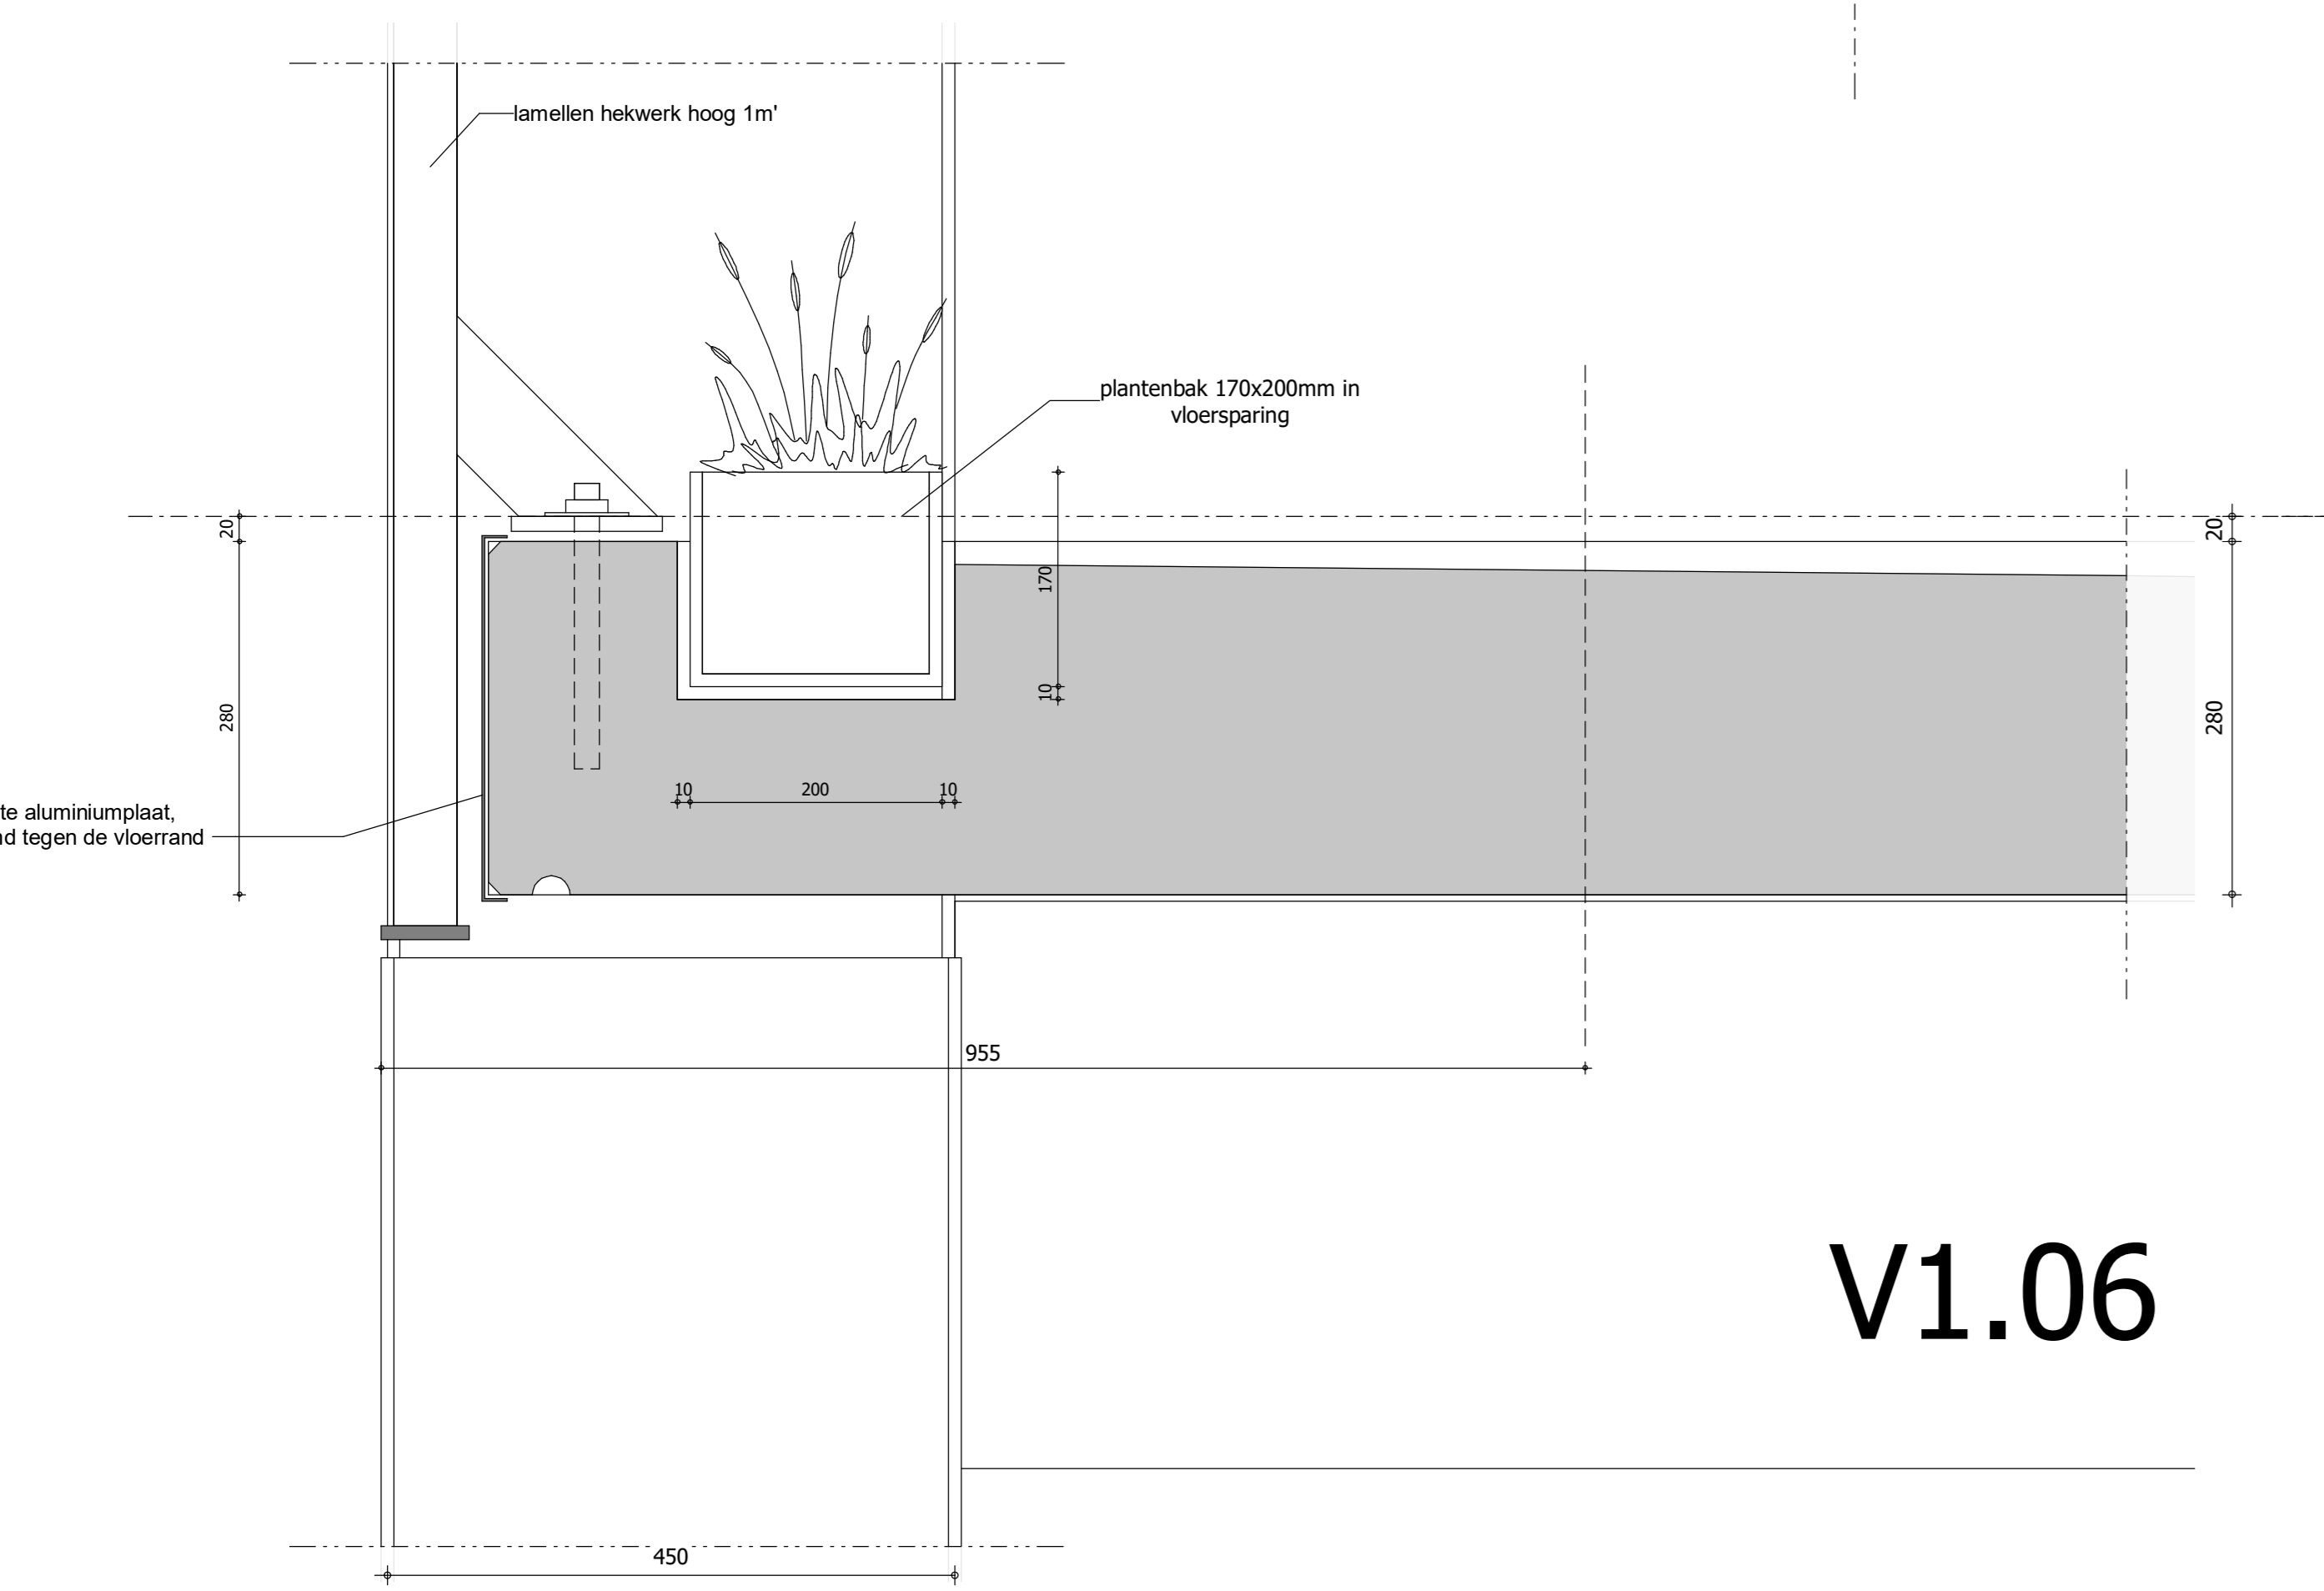 lamellen hekwerk hoog 1m'
plantenbak 170x200mm in
vloersparing
20
20
170
280
280
10
10
200
10
te aluminiumplaat,
nd tegen de vloerrand
955
V1.06
450